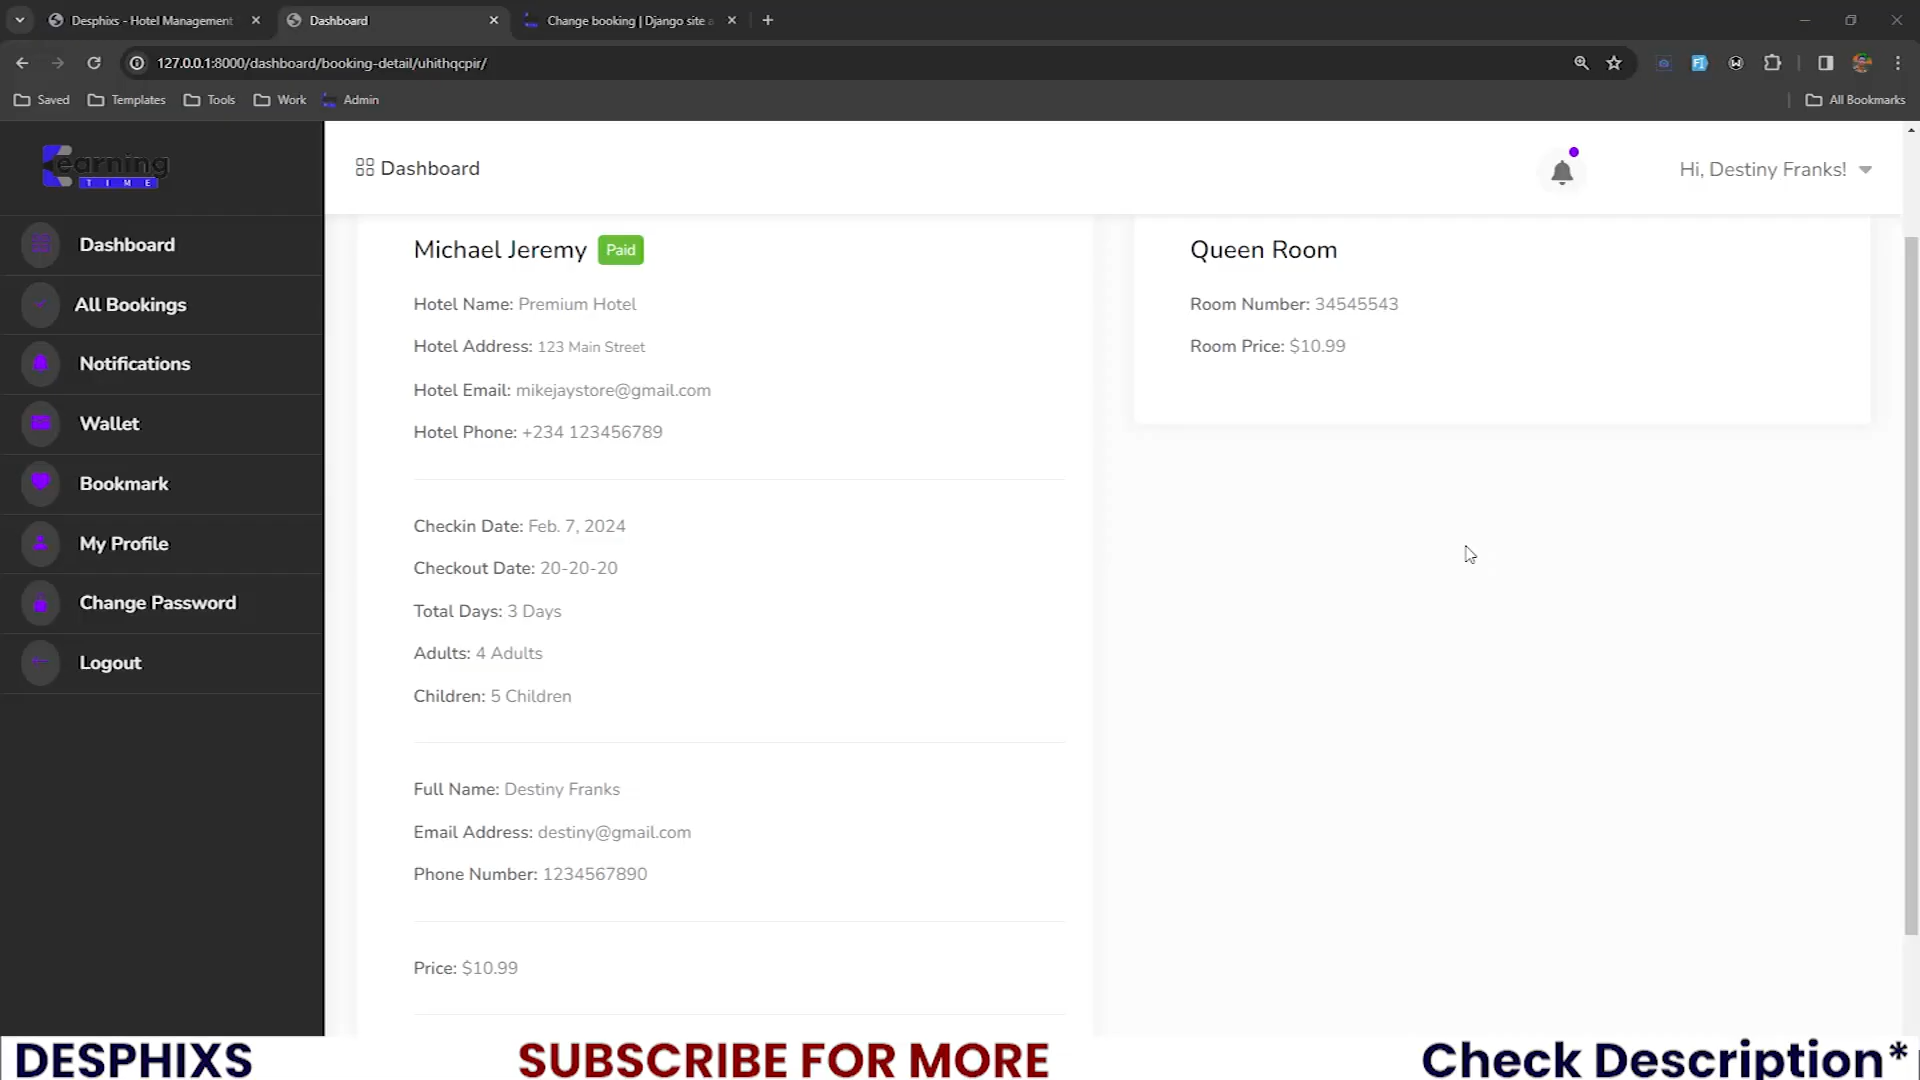 Desphixs - Hotel Management
Dashboard
Change booking | Django site
127.0.0.1:8000/dashboard/booking-detail/uhithqcpir/
Saved
Templates
Tools
Work
Admin
All Bookmarks
earning
TIME
Dashboard
Hi, Destiny Franks!
Dashboard
All Bookings
Notifications
Wallet
Bookmark
My Profile
Change Password
Logout
Michael Jeremy Paid
Hotel Name: Premium Hotel
Hotel Address: 123 Main Street
Hotel Email: mikejaystore@gmail.com
Hotel Phone: +234 123456789
Checkin Date: Feb. 7, 2024
Checkout Date: 20-20-20
Total Days: 3 Days
Adults: 4 Adults
Children: 5 Children
Full Name: Destiny Franks
Email Address: destiny@gmail.com
Phone Number: 1234567890
Price: $10.99
Queen Room
Room Number: 34545543
Room Price: $10.99
DESPHIXS
SUBSCRIBE FOR MORE
Check Description*